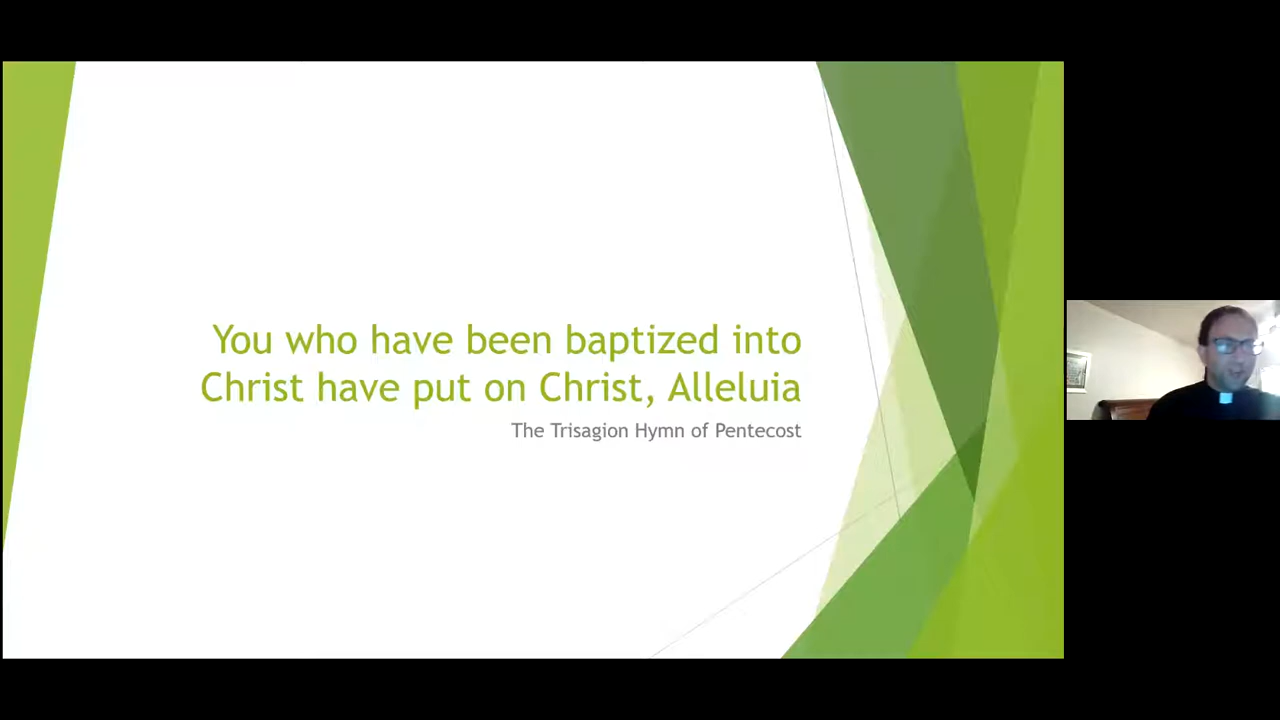 You who have been baptized into
Christ have put on Christ, Alleluia
The Trisagion Hymn of Pentecost